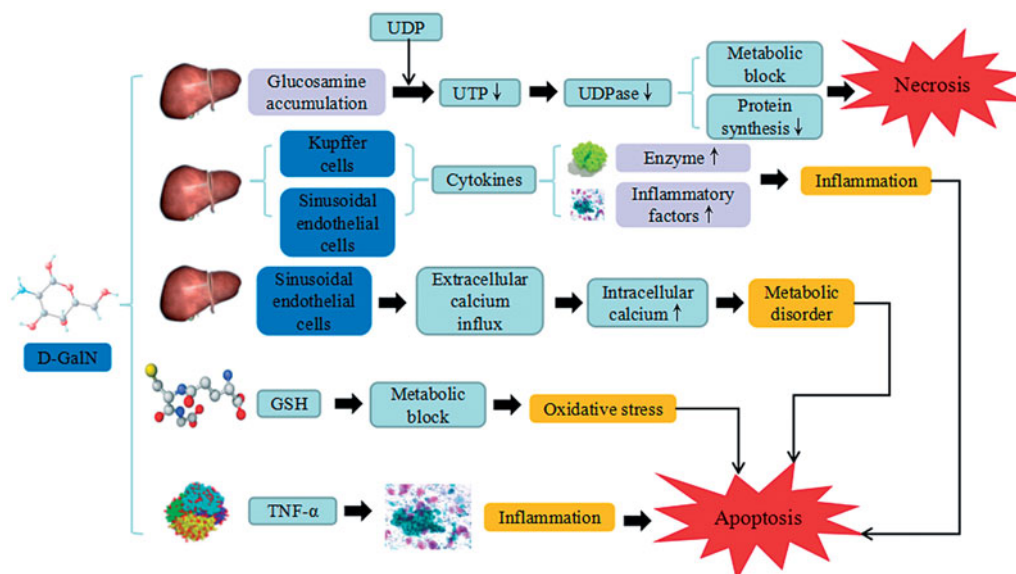 UDP
Glucosamine
accumulation
UTP ↓
UDPase ↓
Metabolic
block
Protein
synthesis ↓
Necrosis
Kupffer
cells
Sinusoidal
endothelial
cells
Cytokines
Enzyme ↑
Inflammatory
factors ↑
Inflammation
Sinusoidal
endothelial
cells
Extracellular
calcium
influx
Intracellular
calcium ↑
Metabolic
disorder
D-GalN
GSH
Metabolic
block
Oxidative stress
TNF-α
Inflammation
Apoptosis